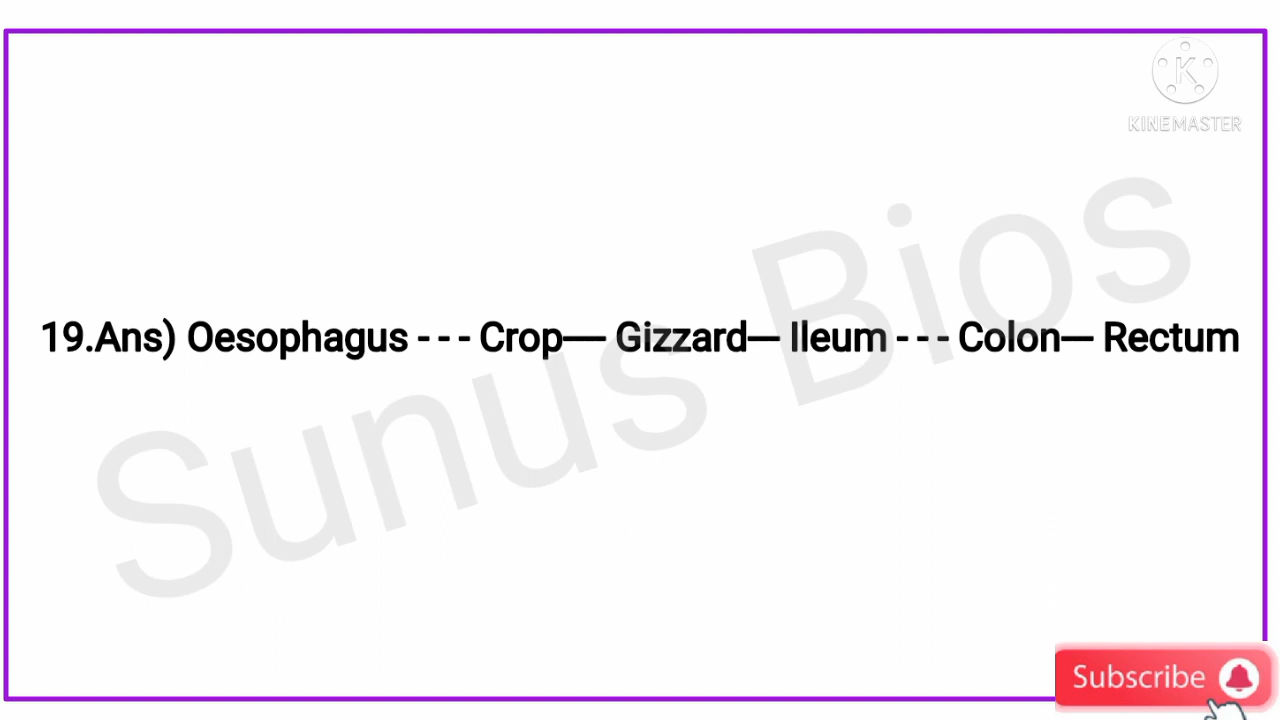 KINEMASTER
19.Ans) Oesophagus - - - Crop— Gizzard— Ileum - - - Colon— Rectum
Sunus Bios
Subscribe